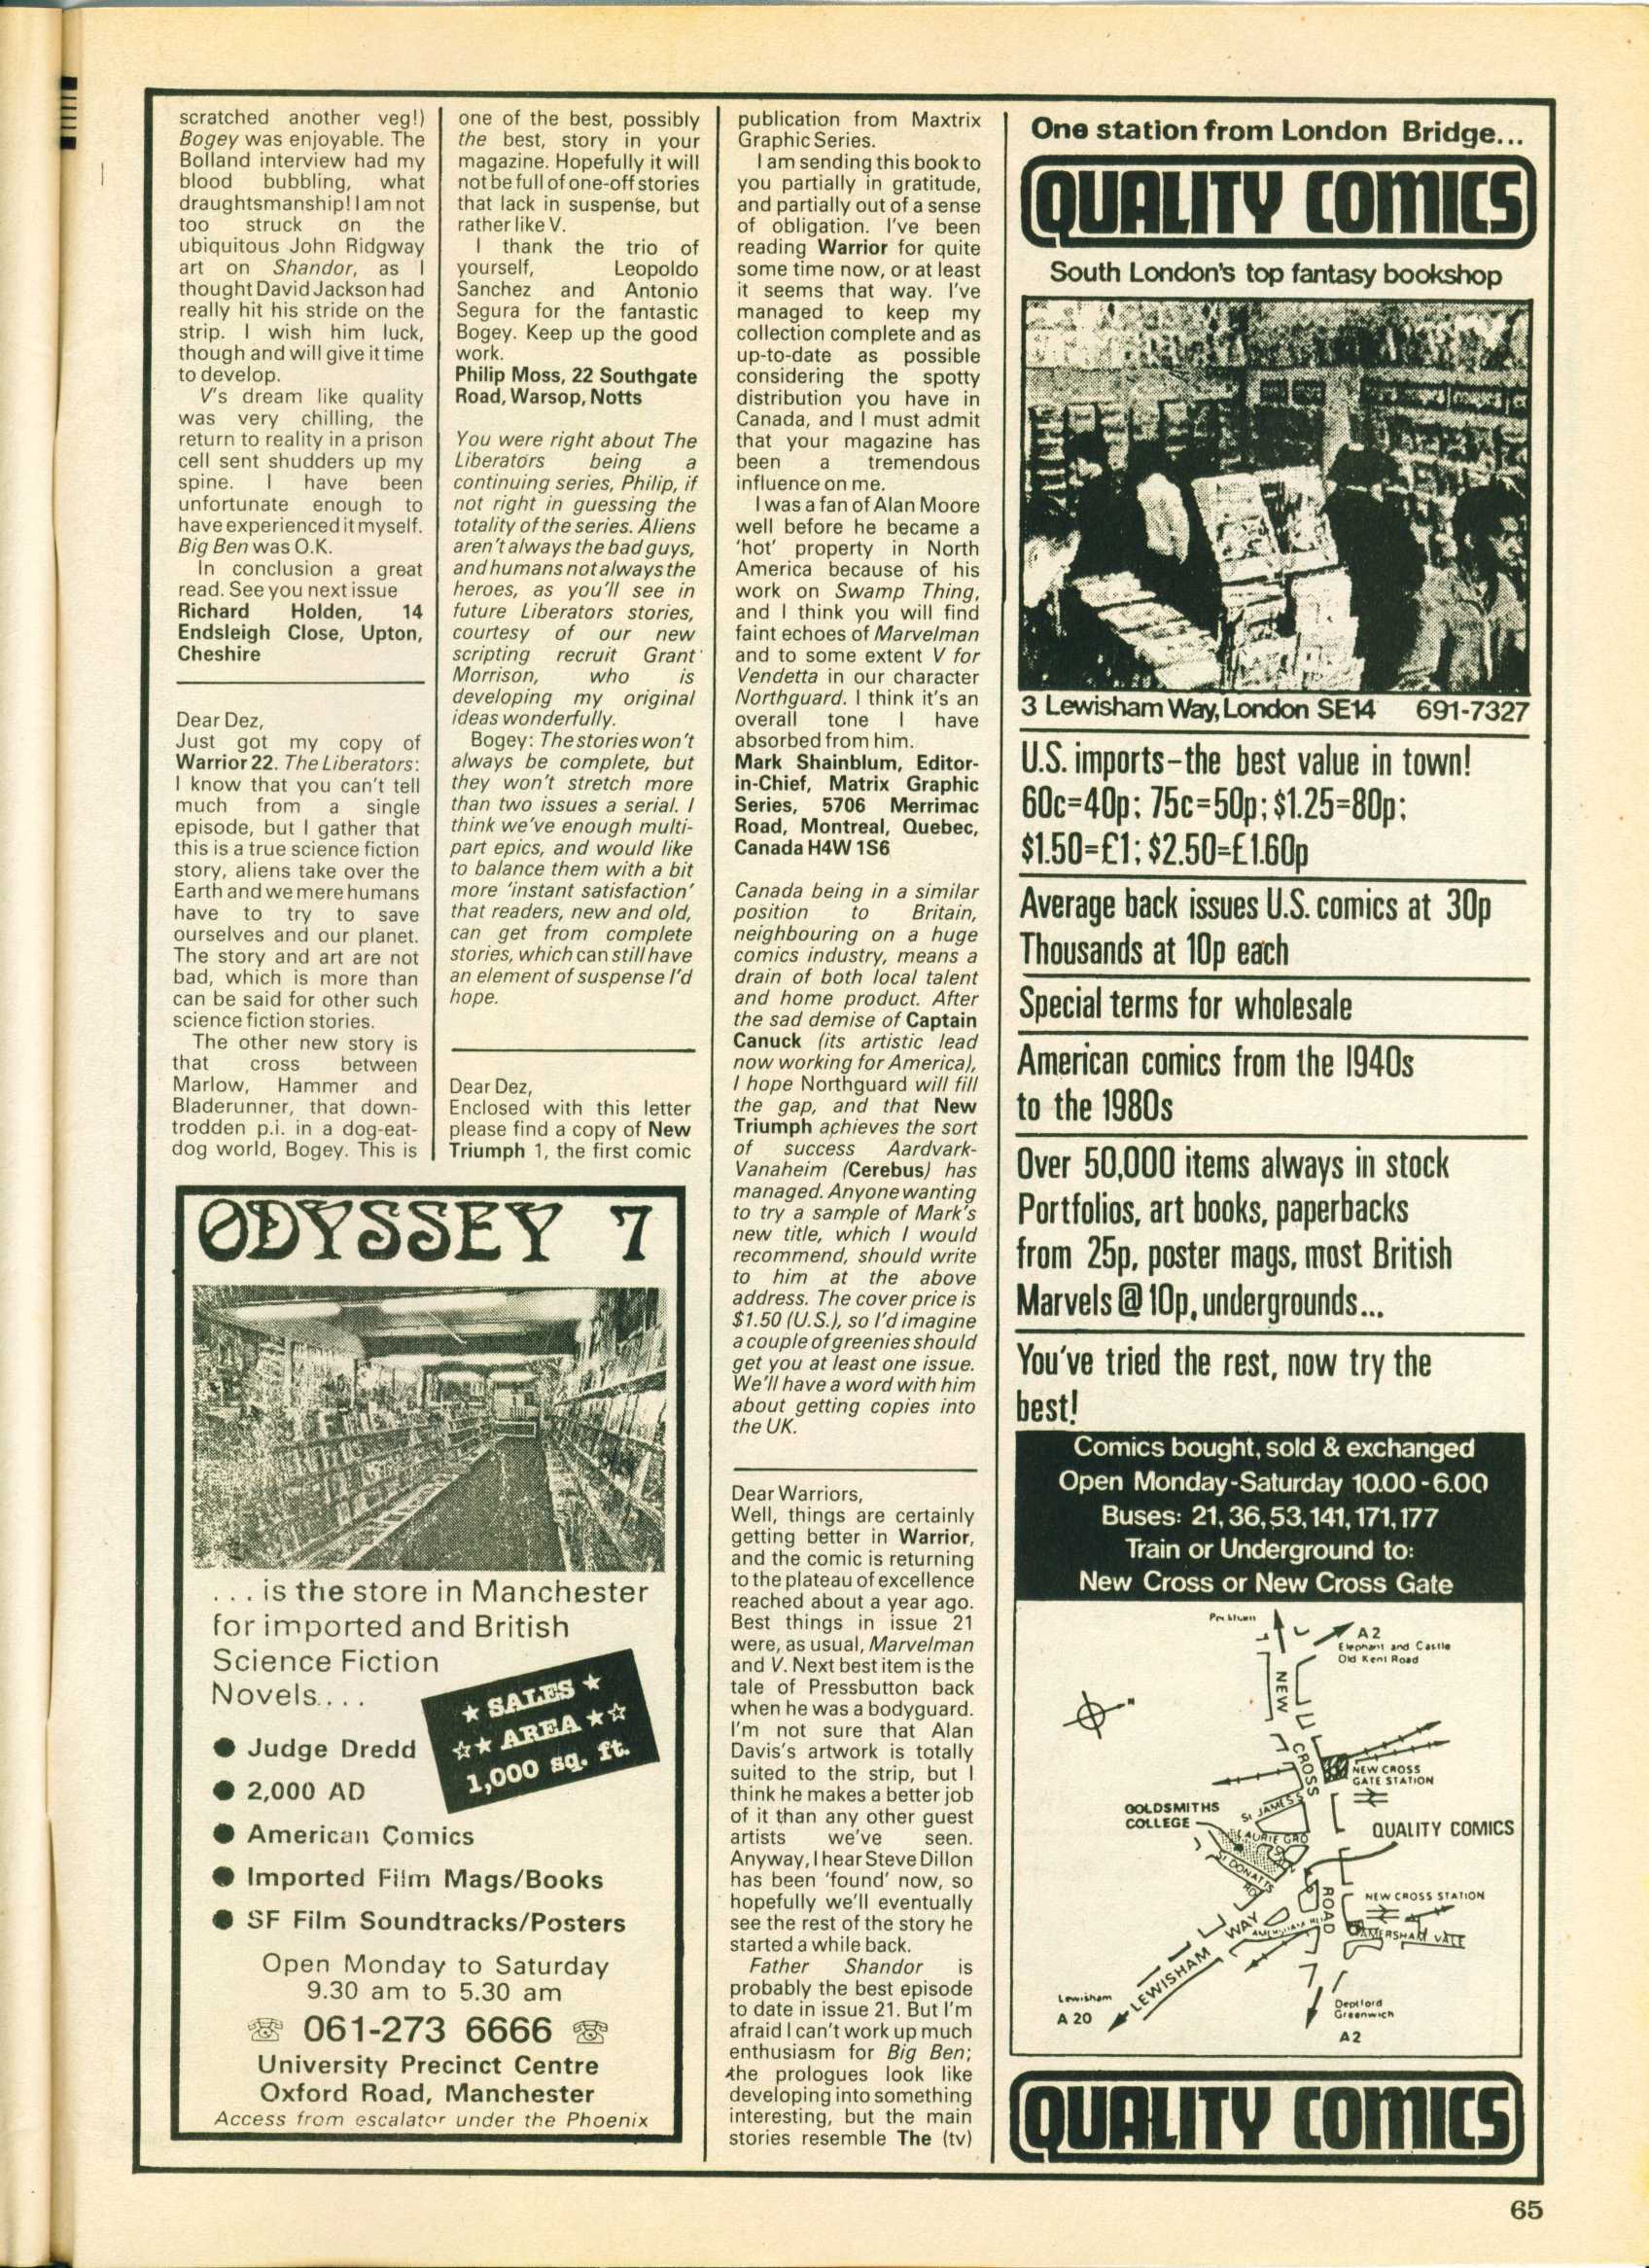 scratched another veg!)
Bogey was enjoyable. The
Bolland interview had my
blood bubbling, what
draughtsmanship! I am not
too struck on the
ubiquitous John Ridgway
art on Shandor, as I
thought David Jackson had
really hit his stride on the
strip. I wish him luck,
though and will give it time
to develop.
V's dream like quality
was very chilling, the
return to reality in a prison
cell sent shudders up my
spine. I have been
unfortunate enough to
have experienced it myself.
Big Ben was O.K.
In conclusion a great
read. See you next issue
Richard Holden, 14
Endsleigh Close, Upton,
Cheshire
Dear Dez,
Just got my copy of
Warrior 22. The Liberators:
I know that you can't tell
much from a single
episode, but I gather that
this is a true science fiction
story, aliens take over the
Earth and we mere humans
have to try to save
ourselves and our planet.
The story and art are not
bad, which is more than
can be said for other such
science fiction stories.
The other new story is
that cross between
Marlow, Hammer and
Bladerunner, that down-
trodden p.i. in a dog-eat-
dog world, Bogey. This is
one of the best, possibly
the best, story in your
magazine. Hopefully it will
not be full of one-off stories
that lack in suspense, but
rather like V.
I thank the trio of
yourself, Leopoldo
Sanchez and Antonio
Segura for the fantastic
Bogey. Keep up the good
work.
Philip Moss, 22 Southgate
Road, Warsop, Notts
You were right about The
Liberators being a
continuing series, Philip, if
not right in guessing the
totality of the series. Aliens
aren't always the bad guys,
and humans not always the
heroes, as you'll see in
future Liberators stories,
courtesy of our new
scripting recruit Grant
Morrison, who is
developing my original
ideas wonderfully.
Bogey: The stories won't
always be complete, but
they won't stretch more
than two issues a serial. I
think we've enough multi-
part epics, and would like
to balance them with a bit
more 'instant satisfaction'
that readers, new and old,
can get from complete
stories, which can still have
an element of suspense I'd
hope.
Dear Dez,
Enclosed with this letter
please find a copy of New
Triumph 1, the first comic
publication from Maxtrix
Graphic Series.
I am sending this book to
you partially in gratitude,
and partially out of a sense
of obligation. I've been
reading Warrior for quite
some time now, or at least
it seems that way. I've
managed to keep my
collection complete and as
up-to-date as possible
considering the spotty
distribution you have in
Canada, and I must admit
that your magazine has
been a tremendous
influence on me.
I was a fan of Alan Moore
well before he became a
'hot' property in North
America because of his
work on Swamp Thing,
and I think you will find
faint echoes of Marvelman
and to some extent V for
Vendetta in our character
Northguard. I think it's an
overall tone I have
absorbed from him.
Mark Shainblum, Editor-
in-Chief, Matrix Graphic
Series, 5706 Merrimac
Road, Montreal, Quebec,
Canada H4W 1S6
Canada being in a similar
position to Britain,
neighbouring on a huge
comics industry, means a
drain of both local talent
and home product. After
the sad demise of Captain
Canuck (its artistic lead
now working for America),
I hope Northguard will fill
the gap, and that New
Triumph achieves the sort
of success Aardvark-
Vanaheim (Cerebus) has
managed. Anyone wanting
to try a sample of Mark's
new title, which I would
recommend, should write
to him at the above
address. The cover price is
$1.50 (U.S.), so I'd imagine
a couple of greenies should
get you at least one issue.
We'll have a word with him
about getting copies into
the UK.
Dear Warriors,
Well, things are certainly
getting better in Warrior,
and the comic is returning
to the plateau of excellence
reached about a year ago.
Best things in issue 21
were, as usual, Marvelman
and V. Next best item is the
tale of Pressbutton back
when he was a bodyguard.
I'm not sure that Alan
Davis's artwork is totally
suited to the strip, but I
think he makes a better job
of it than any other guest
artists we've seen.
Anyway, I hear Steve Dillon
has been 'found' now, so
hopefully we'll eventually
see the rest of the story he
started a while back.
Father Shandor is
probably the best episode
to date in issue 21. But I'm
afraid I can't work up much
enthusiasm for Big Ben;
the prologues look like
developing into something
interesting, but the main
stories resemble The (tv)
ODYSSEY 7
. . . is the store in Manchester
for imported and British
Science Fiction
Novels. . . .
★ SALES ★
☆★ AREA ★☆
1,000 sq. ft.
● Judge Dredd
● 2,000 AD
● American Comics
● Imported Film Mags/Books
● SF Film Soundtracks/Posters
Open Monday to Saturday
9.30 am to 5.30 am
☏ 061-273 6666 ☏
University Precinct Centre
Oxford Road, Manchester
Access from escalator under the Phoenix
One station from London Bridge...
QUALITY COMICS
South London's top fantasy bookshop
3 Lewisham Way, London SE14 691-7327
U.S. imports-the best value in town!
60c=40p; 75c=50p; $1.25=80p;
$1.50=£1; $2.50=£1.60p
Average back issues U.S. comics at 30p
Thousands at 10p each
Special terms for wholesale
American comics from the 1940s
to the 1980s
Over 50,000 items always in stock
Portfolios, art books, paperbacks
from 25p, poster mags, most British
Marvels @ 10p, undergrounds...
You've tried the rest, now try the
best!
Comics bought, sold & exchanged
Open Monday-Saturday 10.00-6.00
Buses: 21, 36, 53, 141, 171, 177
Train or Underground to:
New Cross or New Cross Gate
Peckham
A2
Elephant and Castle
Old Kent Road
NEW
CROSS
ROAD
NEW CROSS
GATE STATION
ST JAMES'S
GOLDSMITHS
COLLEGE
LAURIE GRO
ST DONATTS
RD
QUALITY COMICS
NEW CROSS STATION
AMERSHAM VALE
LEWISHAM WAY
Lewisham
A 20
Deptford
Greenwich
A2
QUALITY COMICS
65